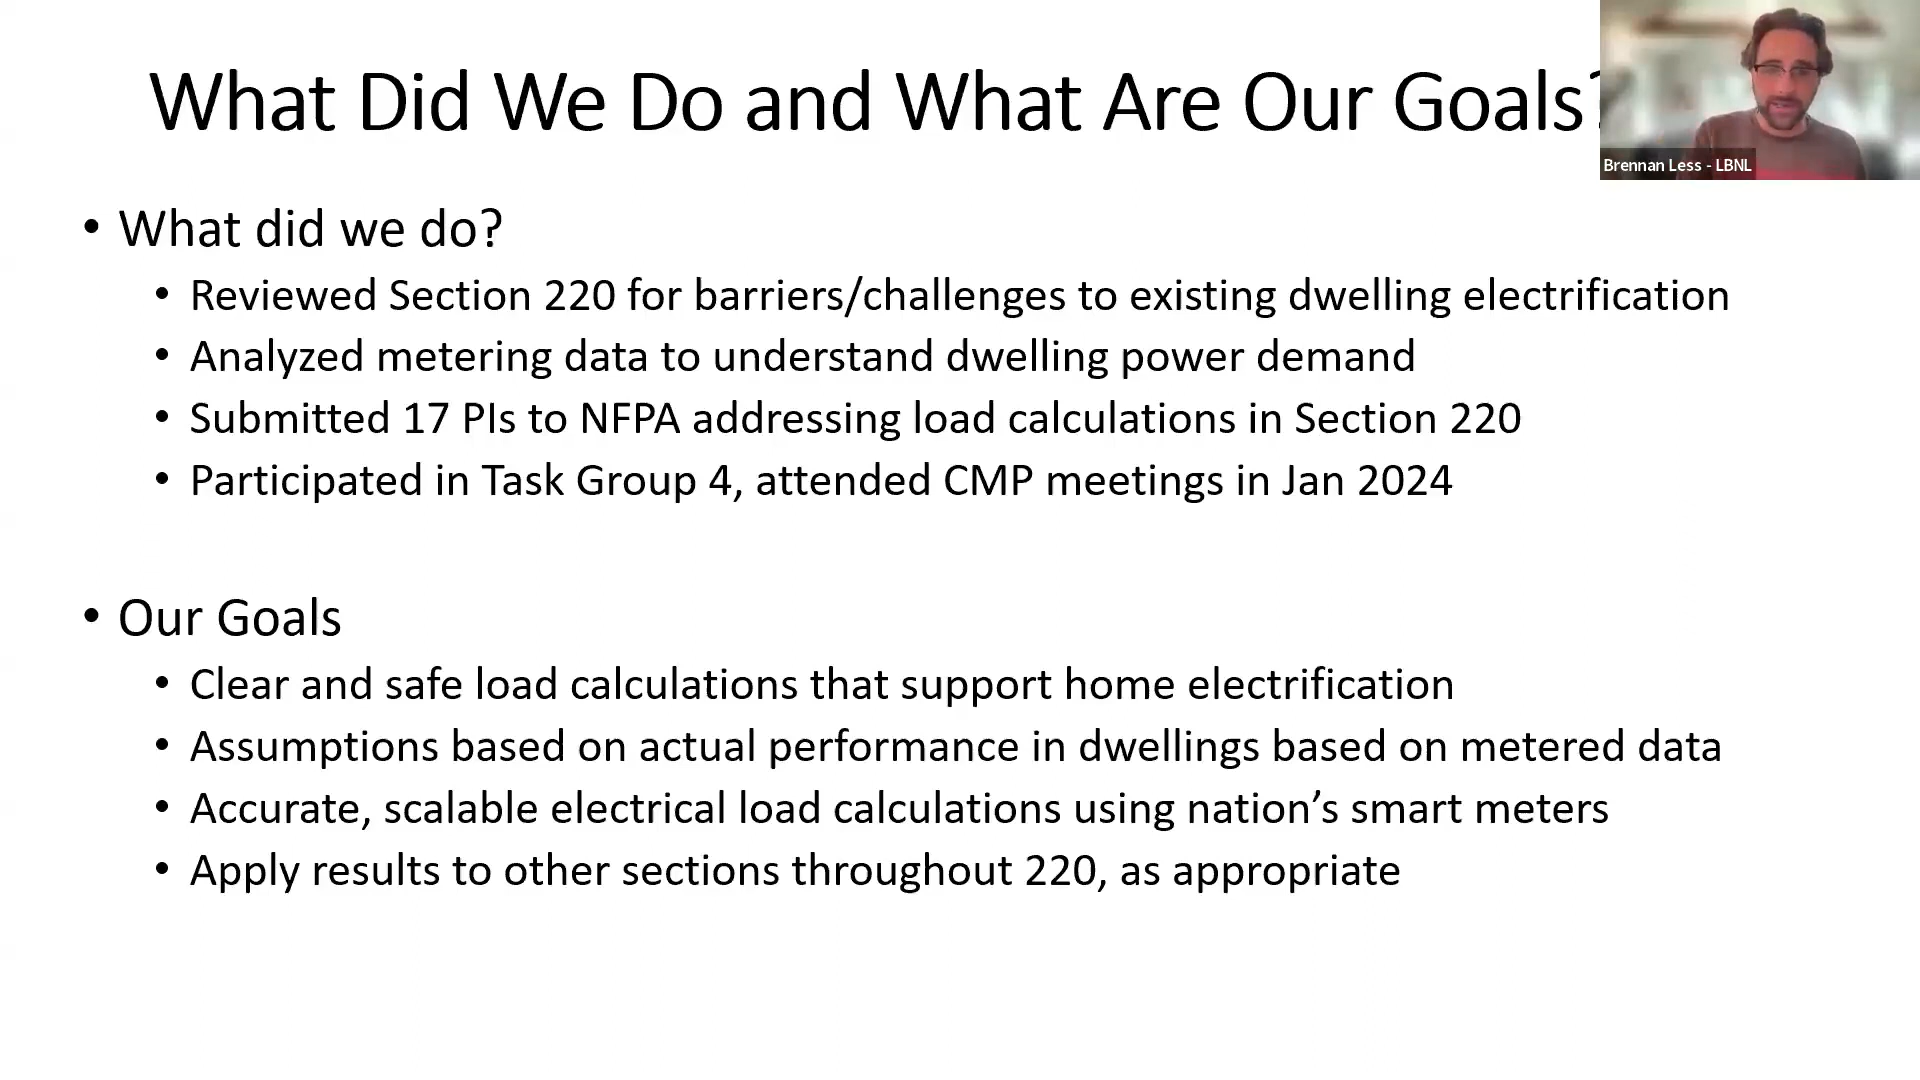 What Did We Do and What Are Our Goals?
Brennan Less - LBNL
• What did we do?
• Reviewed Section 220 for barriers/challenges to existing dwelling electrification
• Analyzed metering data to understand dwelling power demand
• Submitted 17 PIs to NFPA addressing load calculations in Section 220
• Participated in Task Group 4, attended CMP meetings in Jan 2024
• Our Goals
• Clear and safe load calculations that support home electrification
• Assumptions based on actual performance in dwellings based on metered data
• Accurate, scalable electrical load calculations using nation’s smart meters
• Apply results to other sections throughout 220, as appropriate